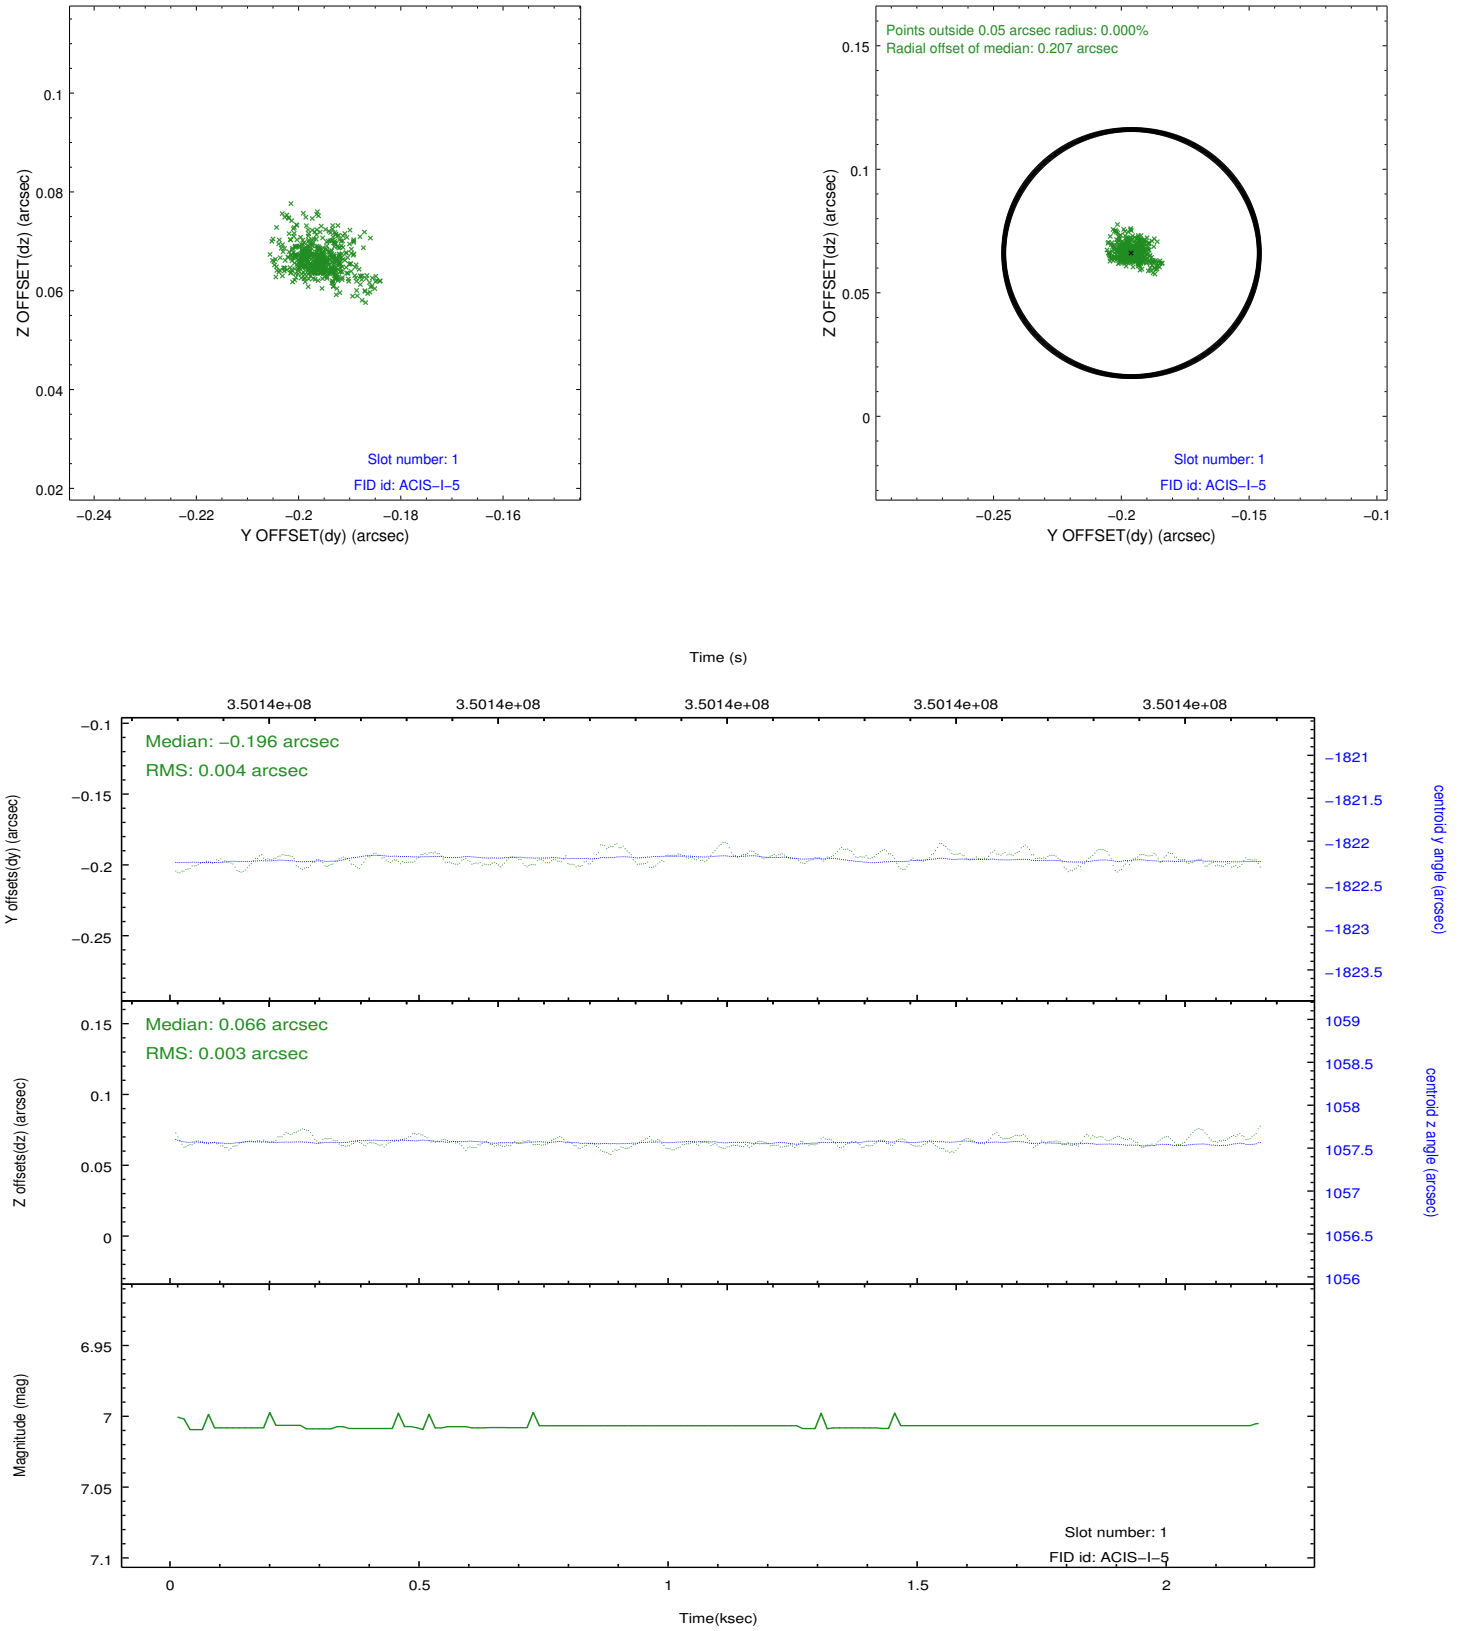 0.1
0.08
0.06
0.04
0.02
Z OFFSET(dz) (arcsec)
Slot number: 1
FID id: ACIS−I−5
−0.24 −0.22 −0.2 −0.18 −0.16
Y OFFSET(dy) (arcsec)
Points outside 0.05 arcsec radius: 0.000%
Radial offset of median: 0.207 arcsec
0.15
0.1
0.05
0
Z OFFSET(dz) (arcsec)
Slot number: 1
FID id: ACIS−I−5
−0.25 −0.2 −0.15 −0.1
Y OFFSET(dy) (arcsec)
Time (s)
3.5014e+08 3.5014e+08 3.5014e+08 3.5014e+08 3.5014e+08
−0.1
−0.15
−0.2
−0.25
Y offsets(dy) (arcsec)
Median: −0.196 arcsec
RMS: 0.004 arcsec
−1821
−1821.5
−1822
−1822.5
−1823
−1823.5
centroid y angle (arcsec)
0.15
0.1
0.05
0
Z offsets(dz) (arcsec)
Median: 0.066 arcsec
RMS: 0.003 arcsec
1059
1058.5
1058
1057.5
1057
1056.5
1056
centroid z angle (arcsec)
6.95
7
7.05
7.1
Magnitude (mag)
Slot number: 1
FID id: ACIS−I−5
0 0.5 1 1.5 2
Time(ksec)